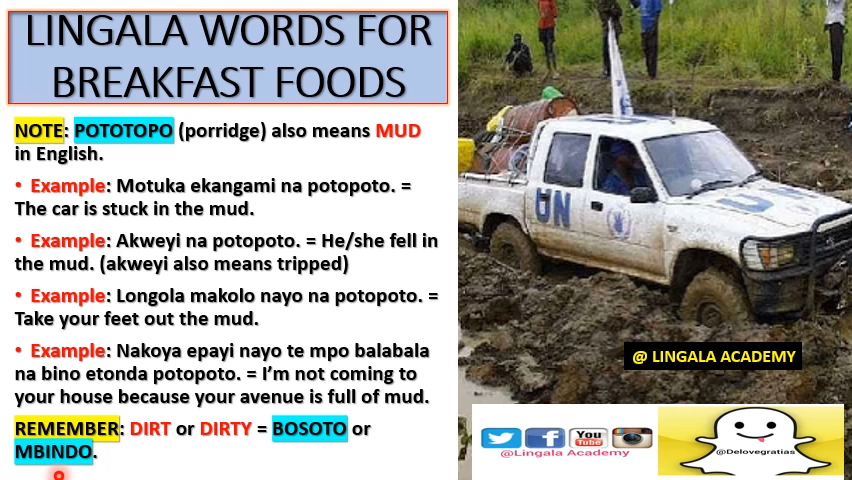 LINGALA WORDS FOR
BREAKFAST FOODS
NOTE: POTOTOPO (porridge) also means MUD
in English.
• Example: Motuka ekangami na potopoto. =
The car is stuck in the mud.
• Example: Akweyi na potopoto. = He/she fell in
the mud. (akweyi also means tripped)
• Example: Longola makolo nayo na potopoto. =
Take your feet out the mud.
• Example: Nakoya epayi nayo te mpo balabala
na bino etonda potopoto. = I'm not coming to
your house because your avenue is full of mud.
REMEMBER: DIRT or DIRTY = BOSOTO or
MBINDO.
UN
UN
@ LINGALA ACADEMY
You
Tube
@Lingala Academy
@Delovegratias